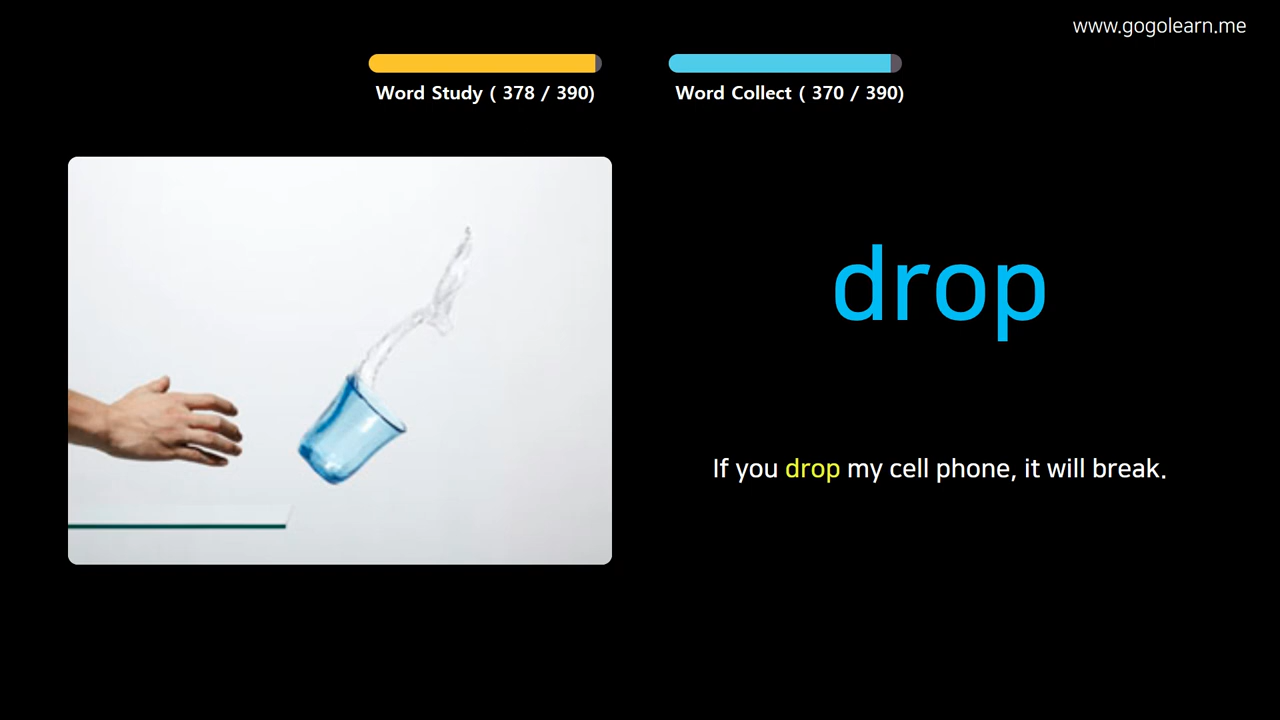 www.gogolearn.me
Word Study ( 378 / 390)
Word Collect ( 370 / 390)
drop
If you drop my cell phone, it will break.